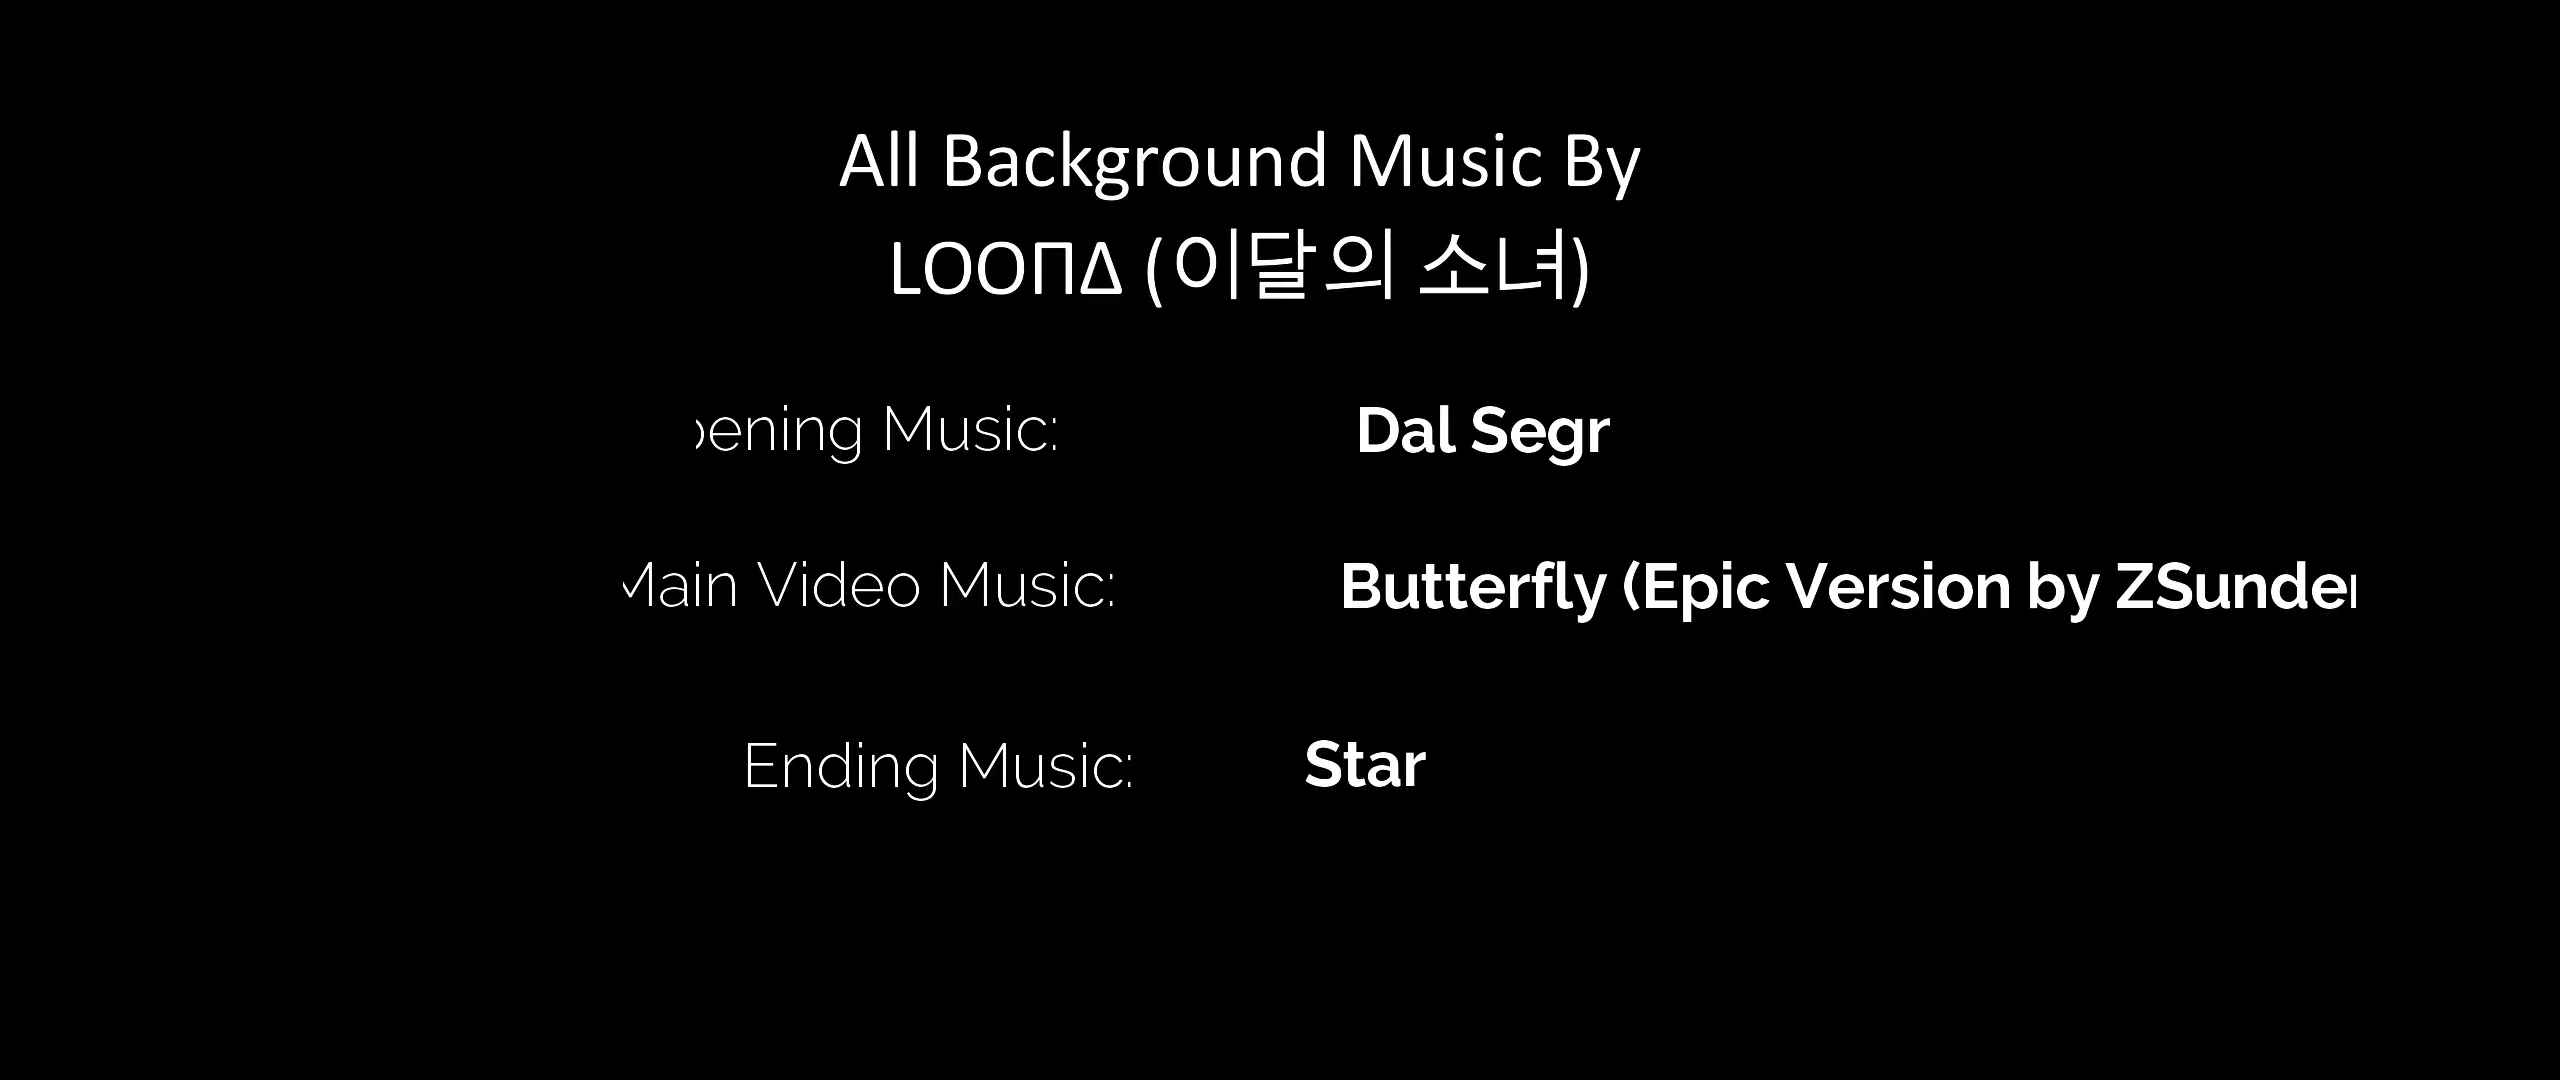 All Background Music By
LOOΠΔ (이달의 소녀)
pening Music: Dal Segr
Main Video Music: Butterfly (Epic Version by ZSunder
Ending Music: Star